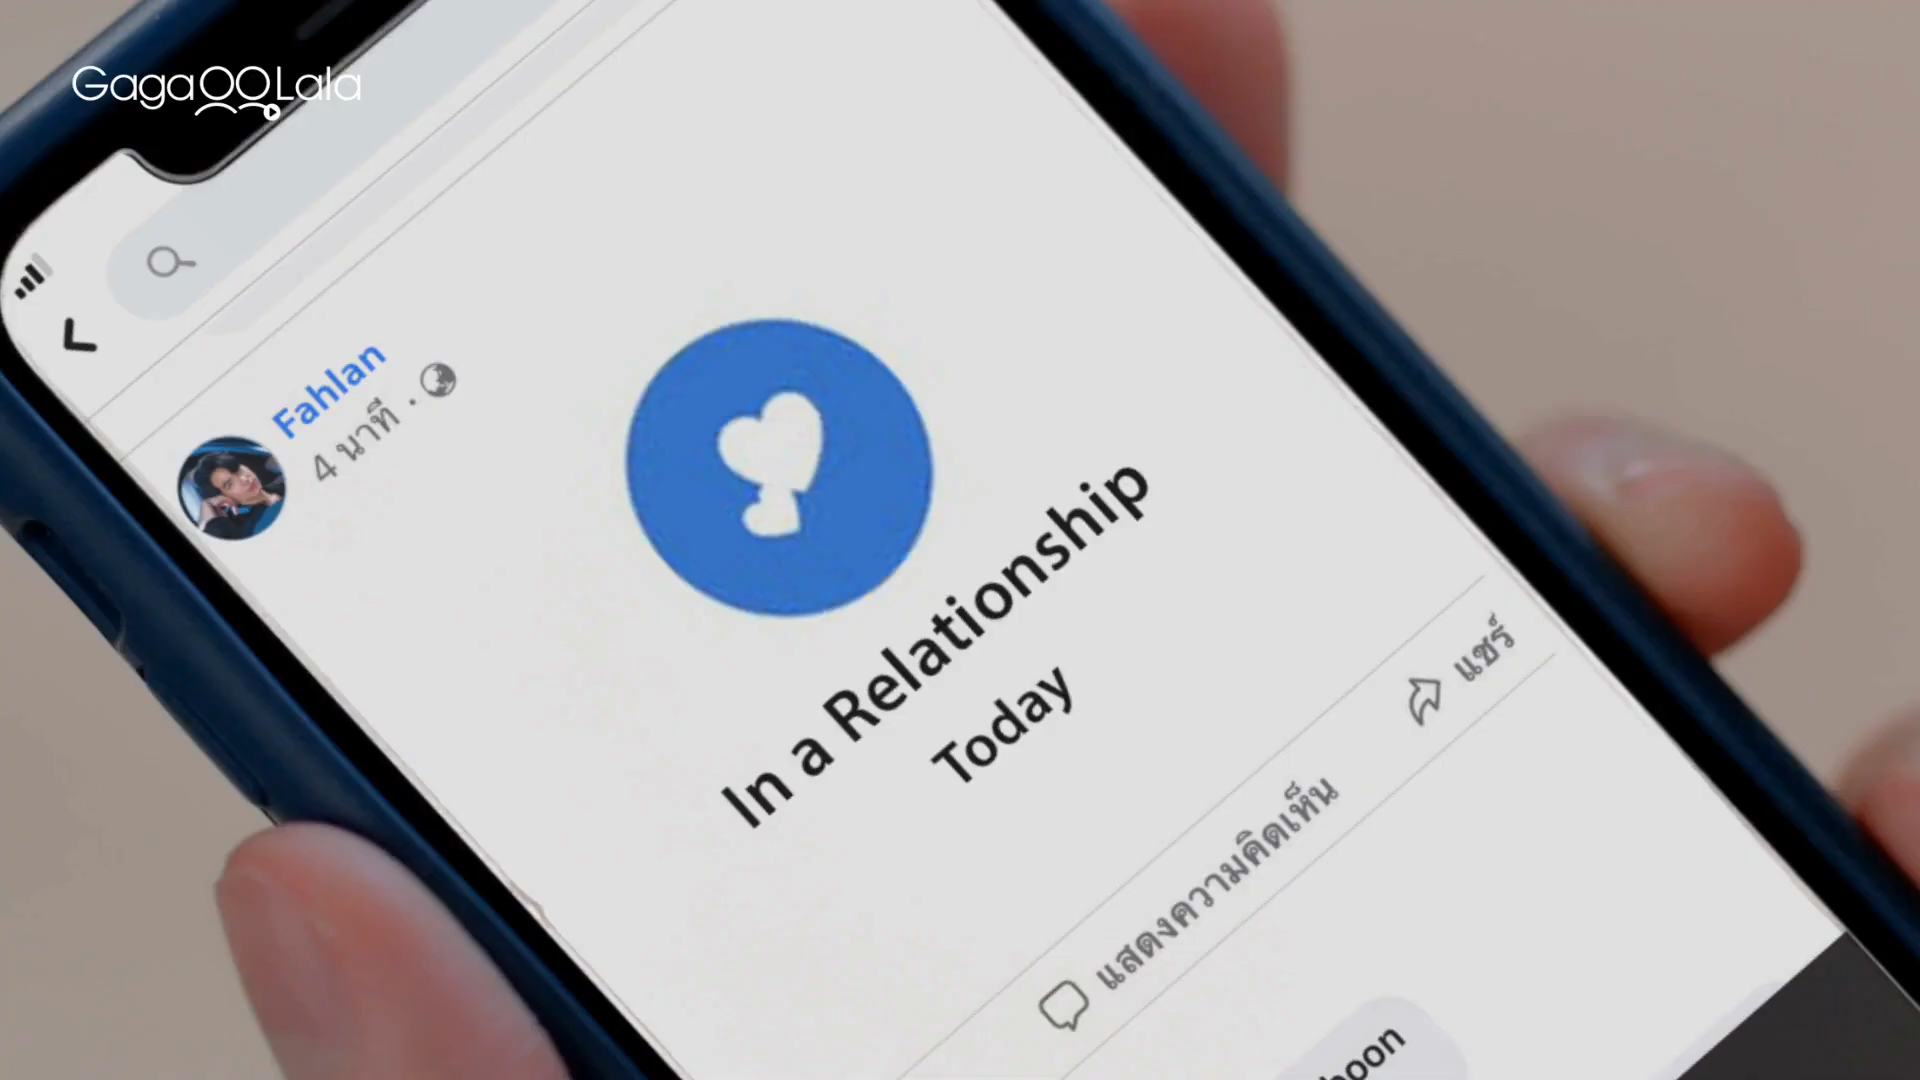 GagaOOLala
Fahlan
4 นาที ·
In a Relationship
Today
แสดงความคิดเห็น
แชร์